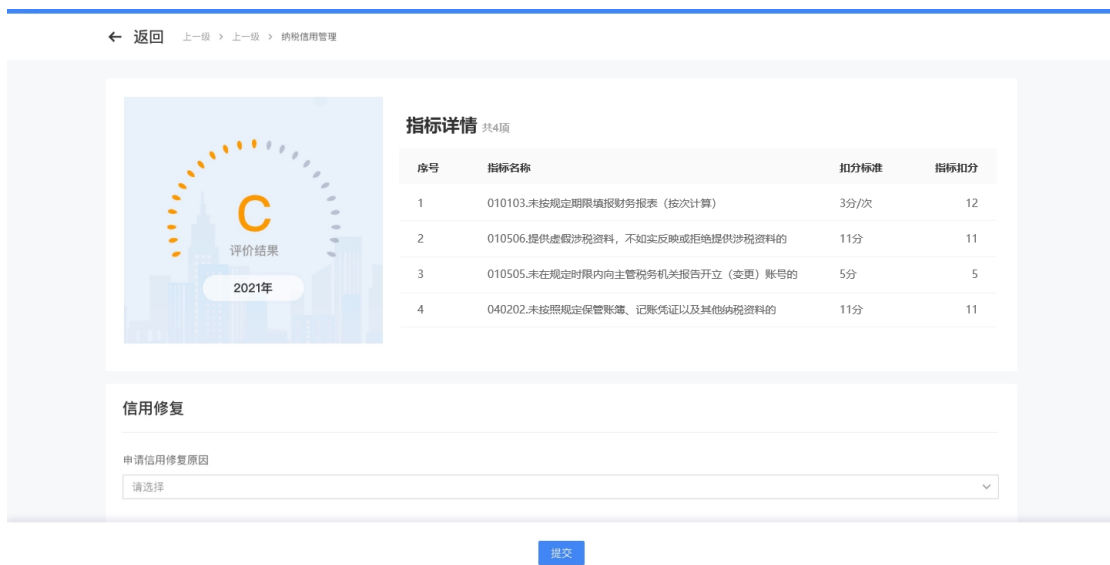 ← 返回 上一级 > 上一级 > 纳税信用管理
C
评价结果
2021年
指标详情 共4项
序号 指标名称 扣分标准 指标扣分
1 010103.未按规定期限填报财务报表（按次计算） 3分/次 12
2 010506.提供虚假涉税资料，不如实反映或拒绝提供涉税资料的 11分 11
3 010505.未在规定时限内向主管税务机关报告开立（变更）账号的 5分 5
4 040202.未按照规定保管账簿、记账凭证以及其他纳税资料的 11分 11
信用修复
申请信用修复原因
请选择
提交